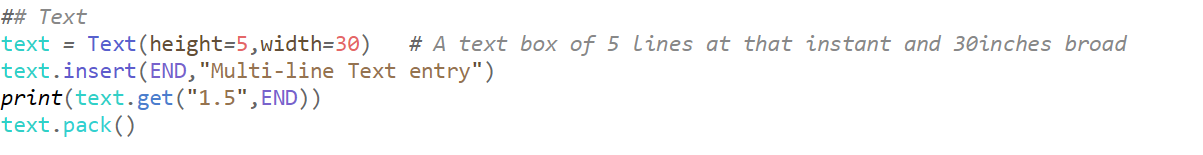 ## Text
text = Text(height=5,width=30)   # A text box of 5 lines at that instant and 30inches broad
text.insert(END,"Multi-line Text entry")
print(text.get("1.5",END))
text.pack()